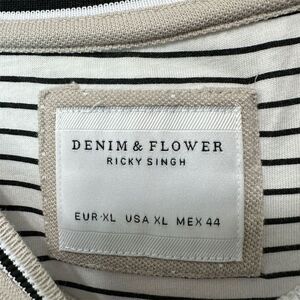 DENIM & FLOWER
RICKY SINGH
EUR·XL USA XL MEX 44